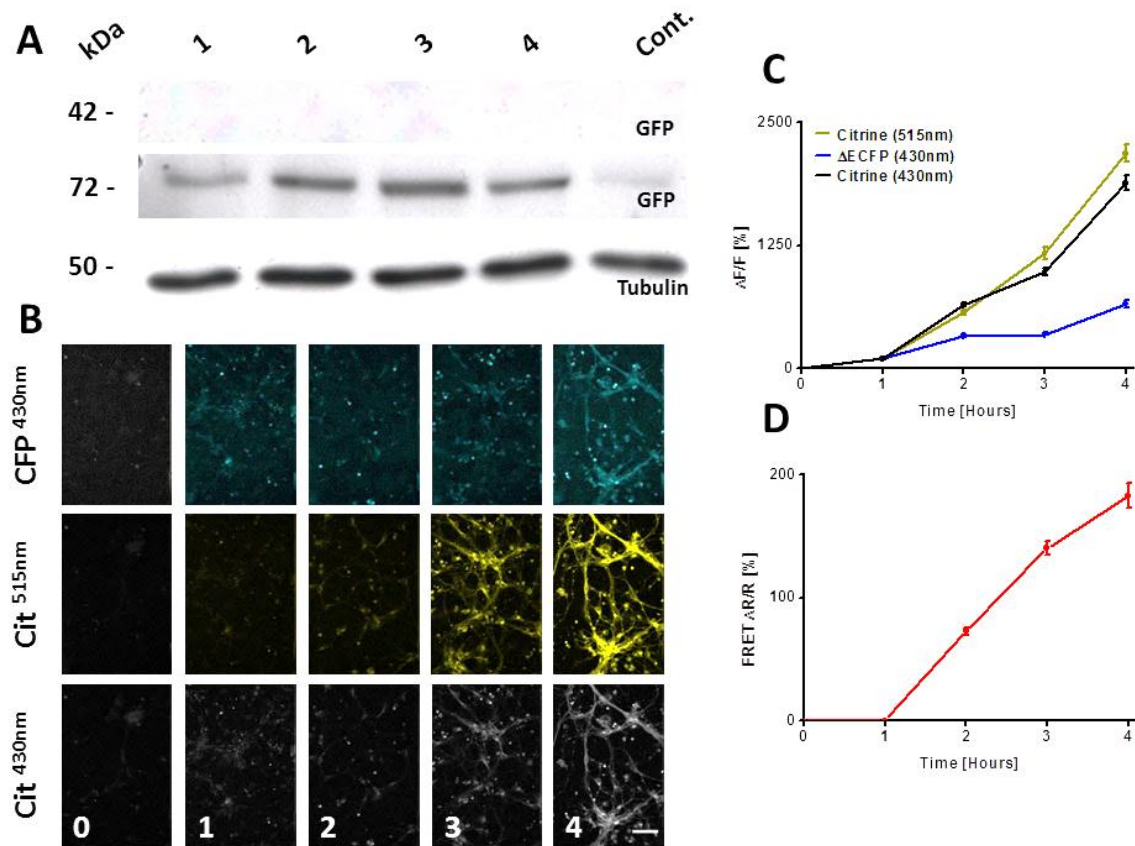 A
kDa 1 2 3 4 Cont.
42 -
GFP
72 -
GFP
50 -
Tubulin
B
CFP 430nm
Cit 515nm
Cit 430nm
0 1 2 3 4
C
2500
1250
0
ΔF/F [%]
Citrine (515nm)
ΔECFP (430nm)
Citrine (430nm)
0 1 2 3 4
Time [Hours]
D
200
100
0
FRET ΔR/R [%]
0 1 2 3 4
Time [Hours]